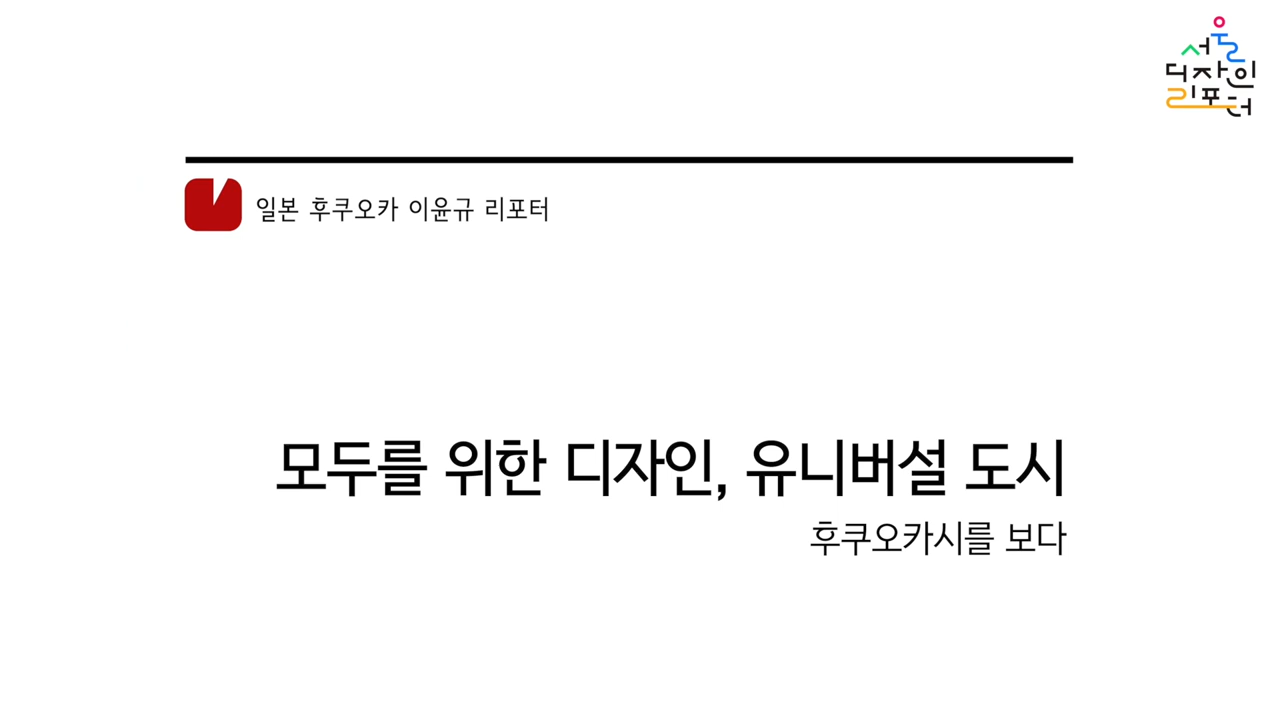 서울
디자인
리포터
일본 후쿠오카 이윤규 리포터
모두를 위한 디자인, 유니버설 도시
후쿠오카시를 보다